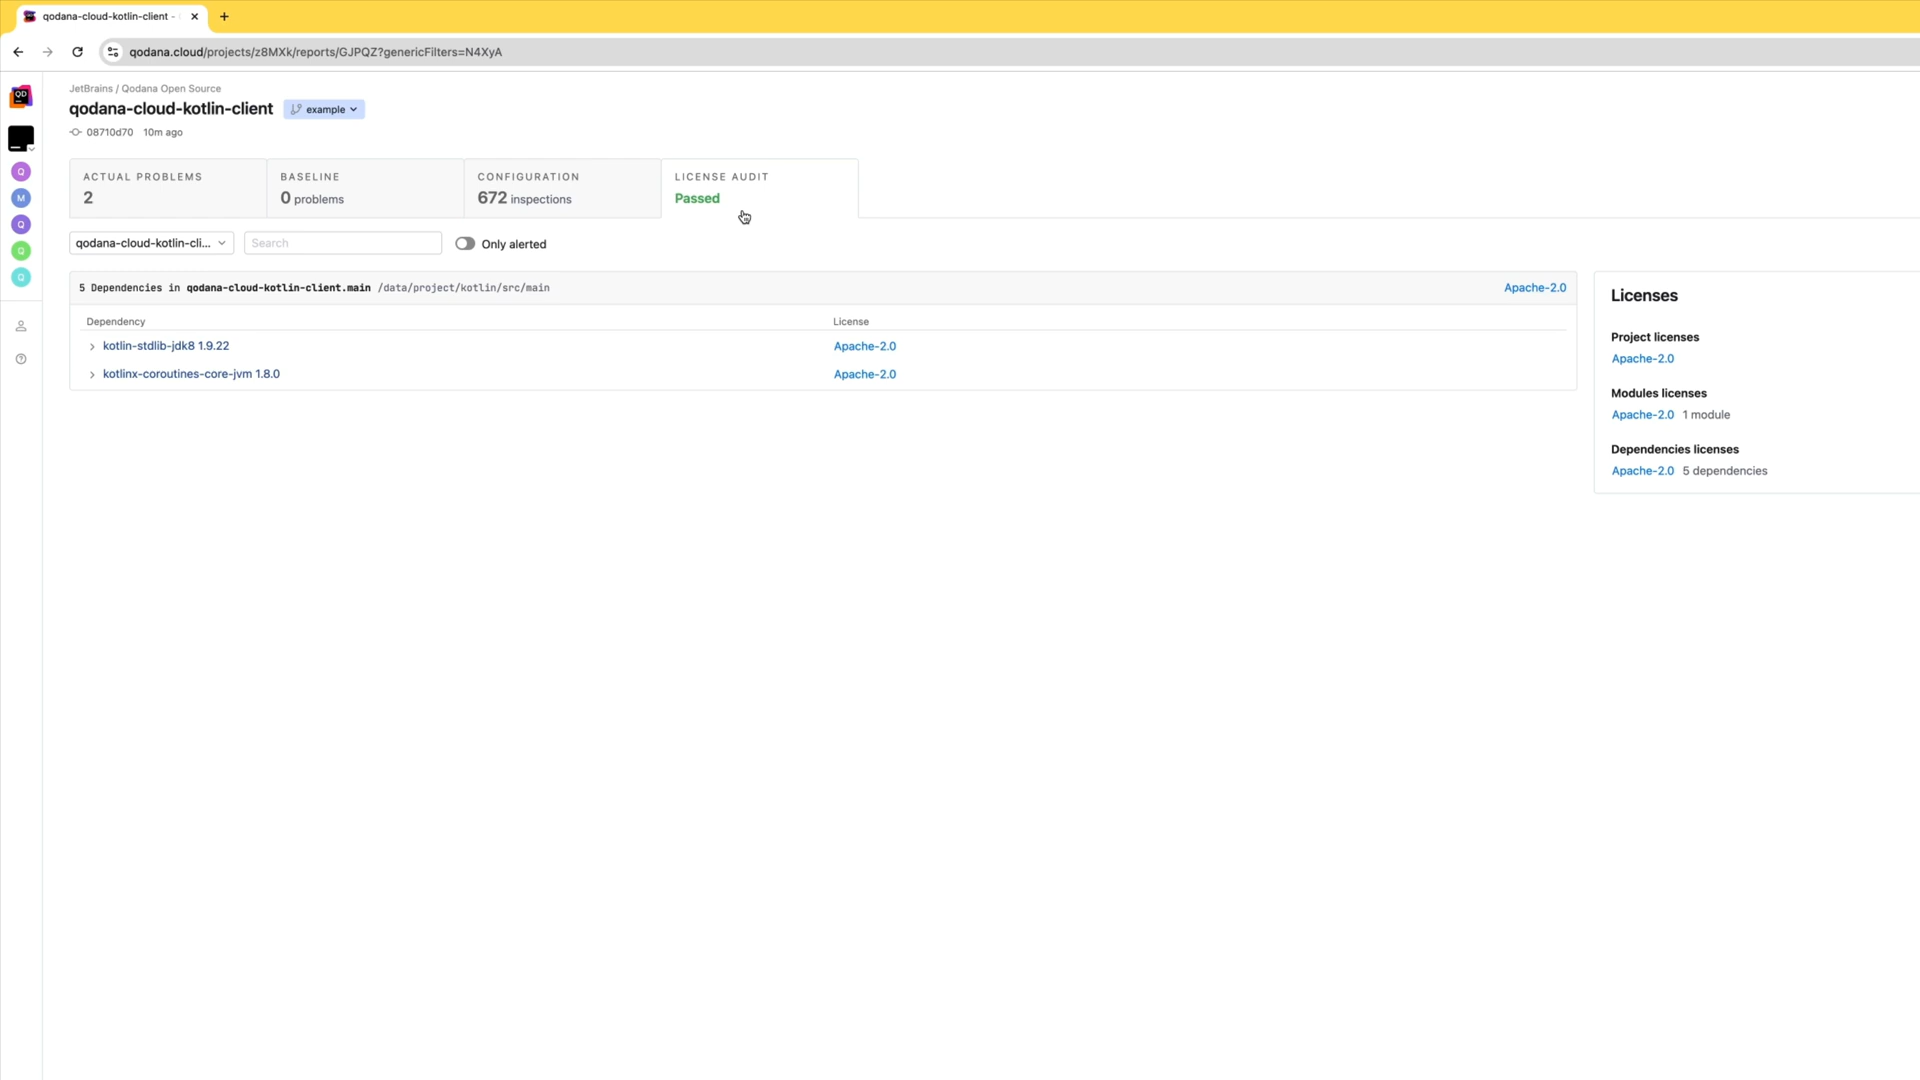 qodana-cloud-kotlin-client -
qodana.cloud/projects/z8MXk/reports/GJPQZ?genericFilters=N4XyA
QD
JetBrains / Qodana Open Source
qodana-cloud-kotlin-client
example
08710d70 10m ago
ACTUAL PROBLEMS
2
BASELINE
0 problems
CONFIGURATION
672 inspections
LICENSE AUDIT
Passed
Q
M
Q
Q
Q
qodana-cloud-kotlin-cli...
Search
Only alerted
5 Dependencies in qodana-cloud-kotlin-client.main /data/project/kotlin/src/main
Apache-2.0
Dependency
License
kotlin-stdlib-jdk8 1.9.22
Apache-2.0
kotlinx-coroutines-core-jvm 1.8.0
Apache-2.0
Licenses
Project licenses
Apache-2.0
Modules licenses
Apache-2.0 1 module
Dependencies licenses
Apache-2.0 5 dependencies